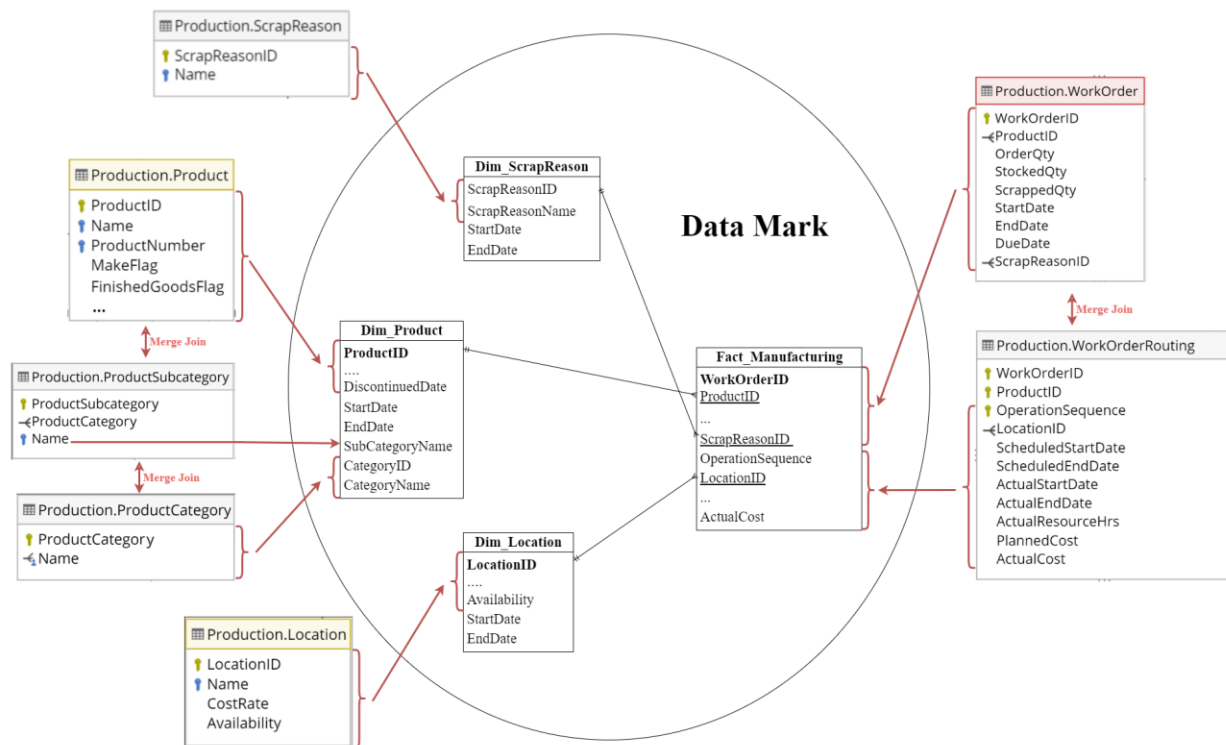 Production.ScrapReason
ScrapReasonID
Name
Production.Product
ProductID
Name
ProductNumber
MakeFlag
FinishedGoodsFlag
...
Merge Join
Production.ProductSubcategory
ProductSubcategory
ProductCategory
Name
Merge Join
Production.ProductCategory
ProductCategory
Name
Production.Location
LocationID
Name
CostRate
Availability
Dim_ScrapReason
ScrapReasonID
ScrapReasonName
StartDate
EndDate
Data Mark
Dim_Product
ProductID
....
DiscontinuedDate
StartDate
EndDate
SubCategoryName
CategoryID
CategoryName
Dim_Location
LocationID
....
Availability
StartDate
EndDate
Fact_Manufacturing
WorkOrderID
ProductID
...
ScrapReasonID
OperationSequence
LocationID
...
ActualCost
Production.WorkOrder
WorkOrderID
ProductID
OrderQty
StockedQty
ScrappedQty
StartDate
EndDate
DueDate
ScrapReasonID
Merge Join
Production.WorkOrderRouting
WorkOrderID
ProductID
OperationSequence
LocationID
ScheduledStartDate
ScheduledEndDate
ActualStartDate
ActualEndDate
ActualResourceHrs
PlannedCost
ActualCost